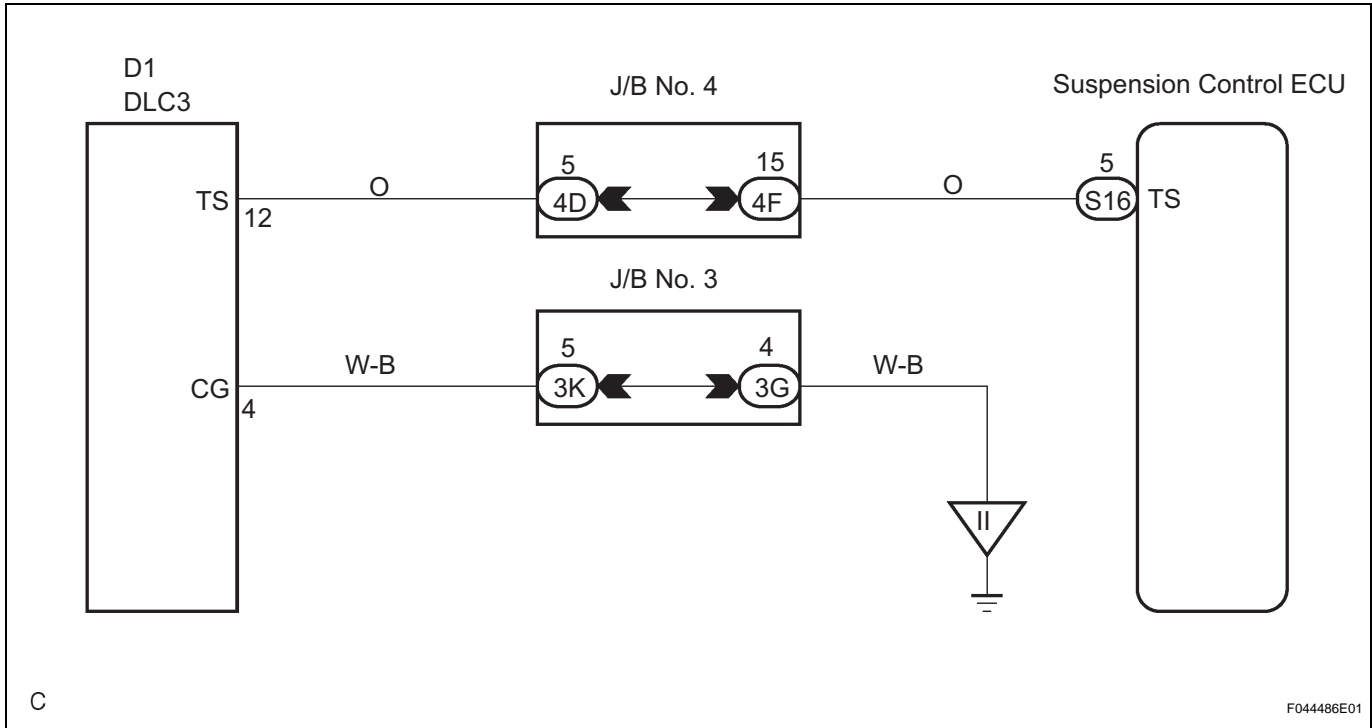 D1
DLC3
J/B No. 4
Suspension Control ECU
5
15
5
TS
O
4D
4F
O
S16
TS
12
J/B No. 3
5
4
CG
W-B
3K
3G
W-B
4
II
C
F044486E01